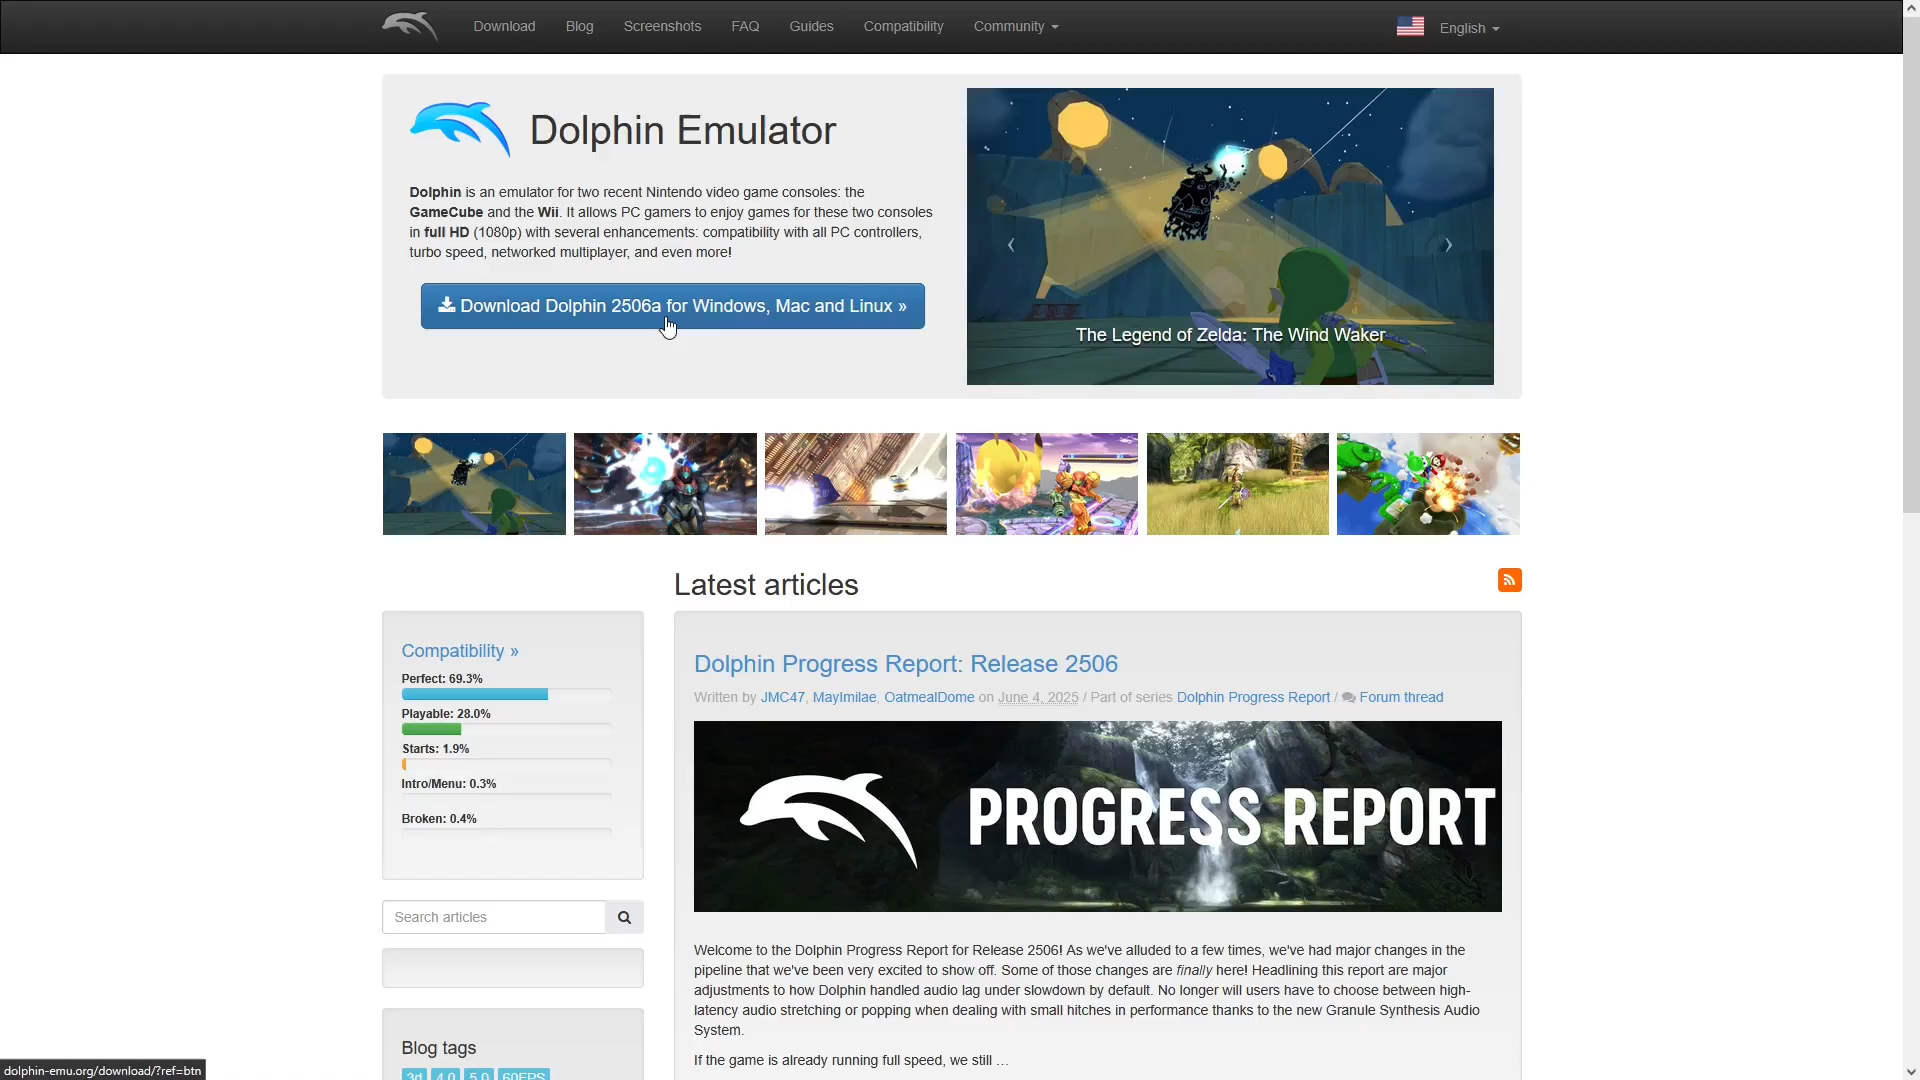 Download Blog Screenshots FAQ Guides Compatibility Community English
Dolphin Emulator
Dolphin is an emulator for two recent Nintendo video game consoles: the
GameCube and the Wii. It allows PC gamers to enjoy games for these two consoles
in full HD (1080p) with several enhancements: compatibility with all PC controllers,
turbo speed, networked multiplayer, and even more!
Download Dolphin 2506a for Windows, Mac and Linux »
The Legend of Zelda: The Wind Waker
Latest articles
Compatibility »
Perfect: 69.3%
Playable: 28.0%
Starts: 1.9%
Intro/Menu: 0.3%
Broken: 0.4%
Search articles
Blog tags
3d 4.0 5.0 60FPS
Dolphin Progress Report: Release 2506
Written by JMC47, MayImilae, OatmealDome on June 4, 2025 / Part of series Dolphin Progress Report / Forum thread
PROGRESS REPORT
Welcome to the Dolphin Progress Report for Release 2506! As we've alluded to a few times, we've had major changes in the
pipeline that we've been very excited to show off. Some of those changes are finally here! Headlining this report are major
adjustments to how Dolphin handled audio lag under slowdown by default. No longer will users have to choose between high-
latency audio stretching or popping when dealing with small hitches in performance thanks to the new Granule Synthesis Audio
System.
If the game is already running full speed, we still …
dolphin-emu.org/download/?ref=btn